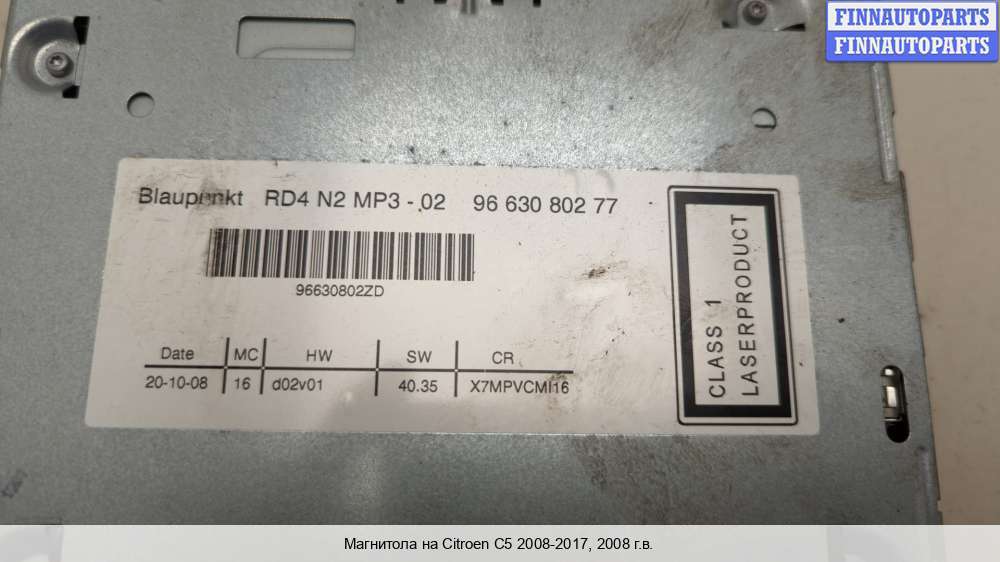 FINNAUTOPARTS
FINNAUTOPARTS
Blaupunkt RD4 N2 MP3 - 02 96 630 802 77
96630802ZD
Date MC HW SW CR
20-10-08 16 d02v01 40.35 X7MPVCMI16
CLASS 1
LASERPRODUCT
Магнитола на Citroen C5 2008-2017, 2008 г.в.